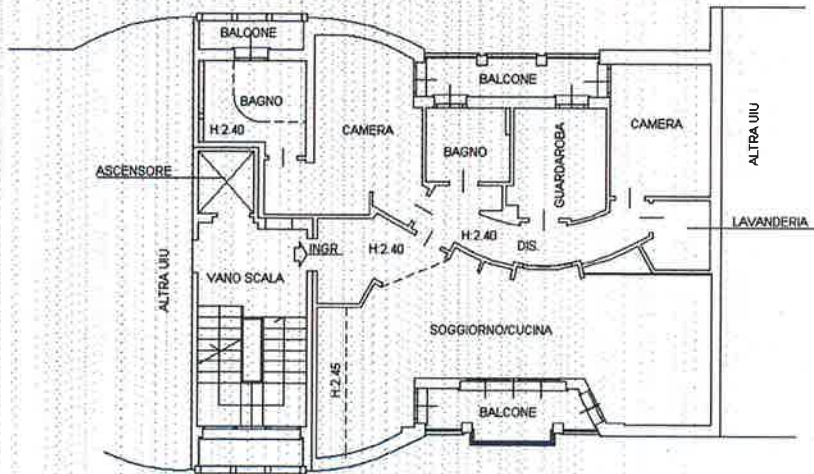 BALCONE
BALCONE
BAGNO
H:2.40
CAMERA
BAGNO
GUARDAROBA
CAMERA
ALTRA UIU
ASCENSORE
LAVANDERIA
INGR
H:2.40
H:2.40
DIS.
VANO SCALA
ALTRA UIU
SOGGIORNO/CUCINA
H:2.45
BALCONE